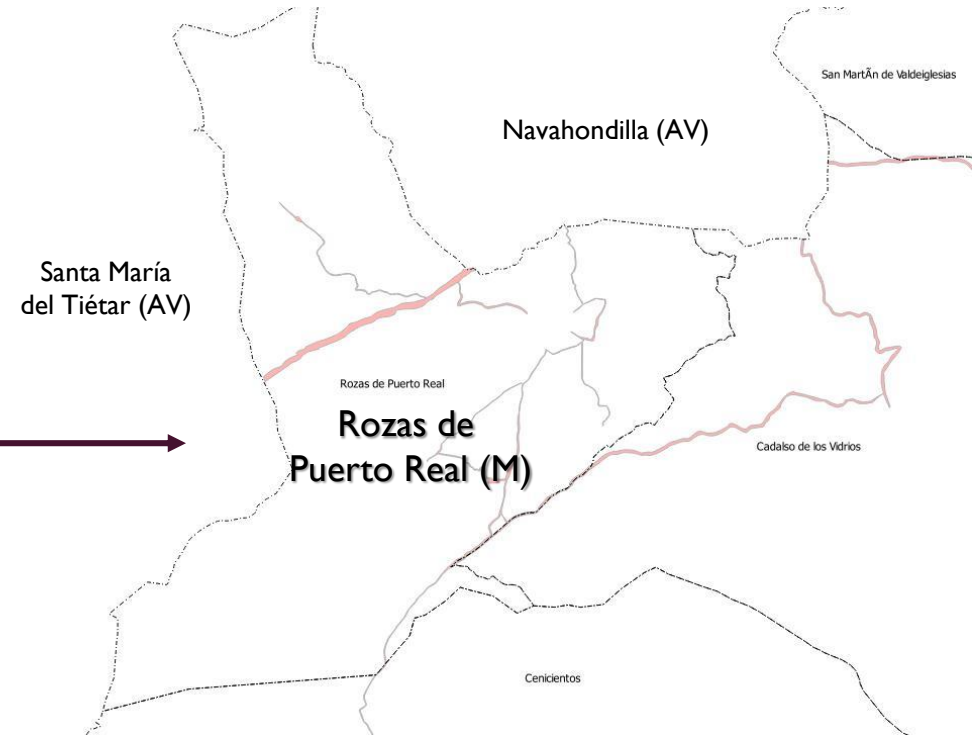 San MartÃn de Valdeiglesias
Navahondilla (AV)
Santa María
del Tiétar (AV)
Rozas de Puerto Real
Rozas de
Puerto Real (M)
Cadalso de los Vidrios
Cenicientos